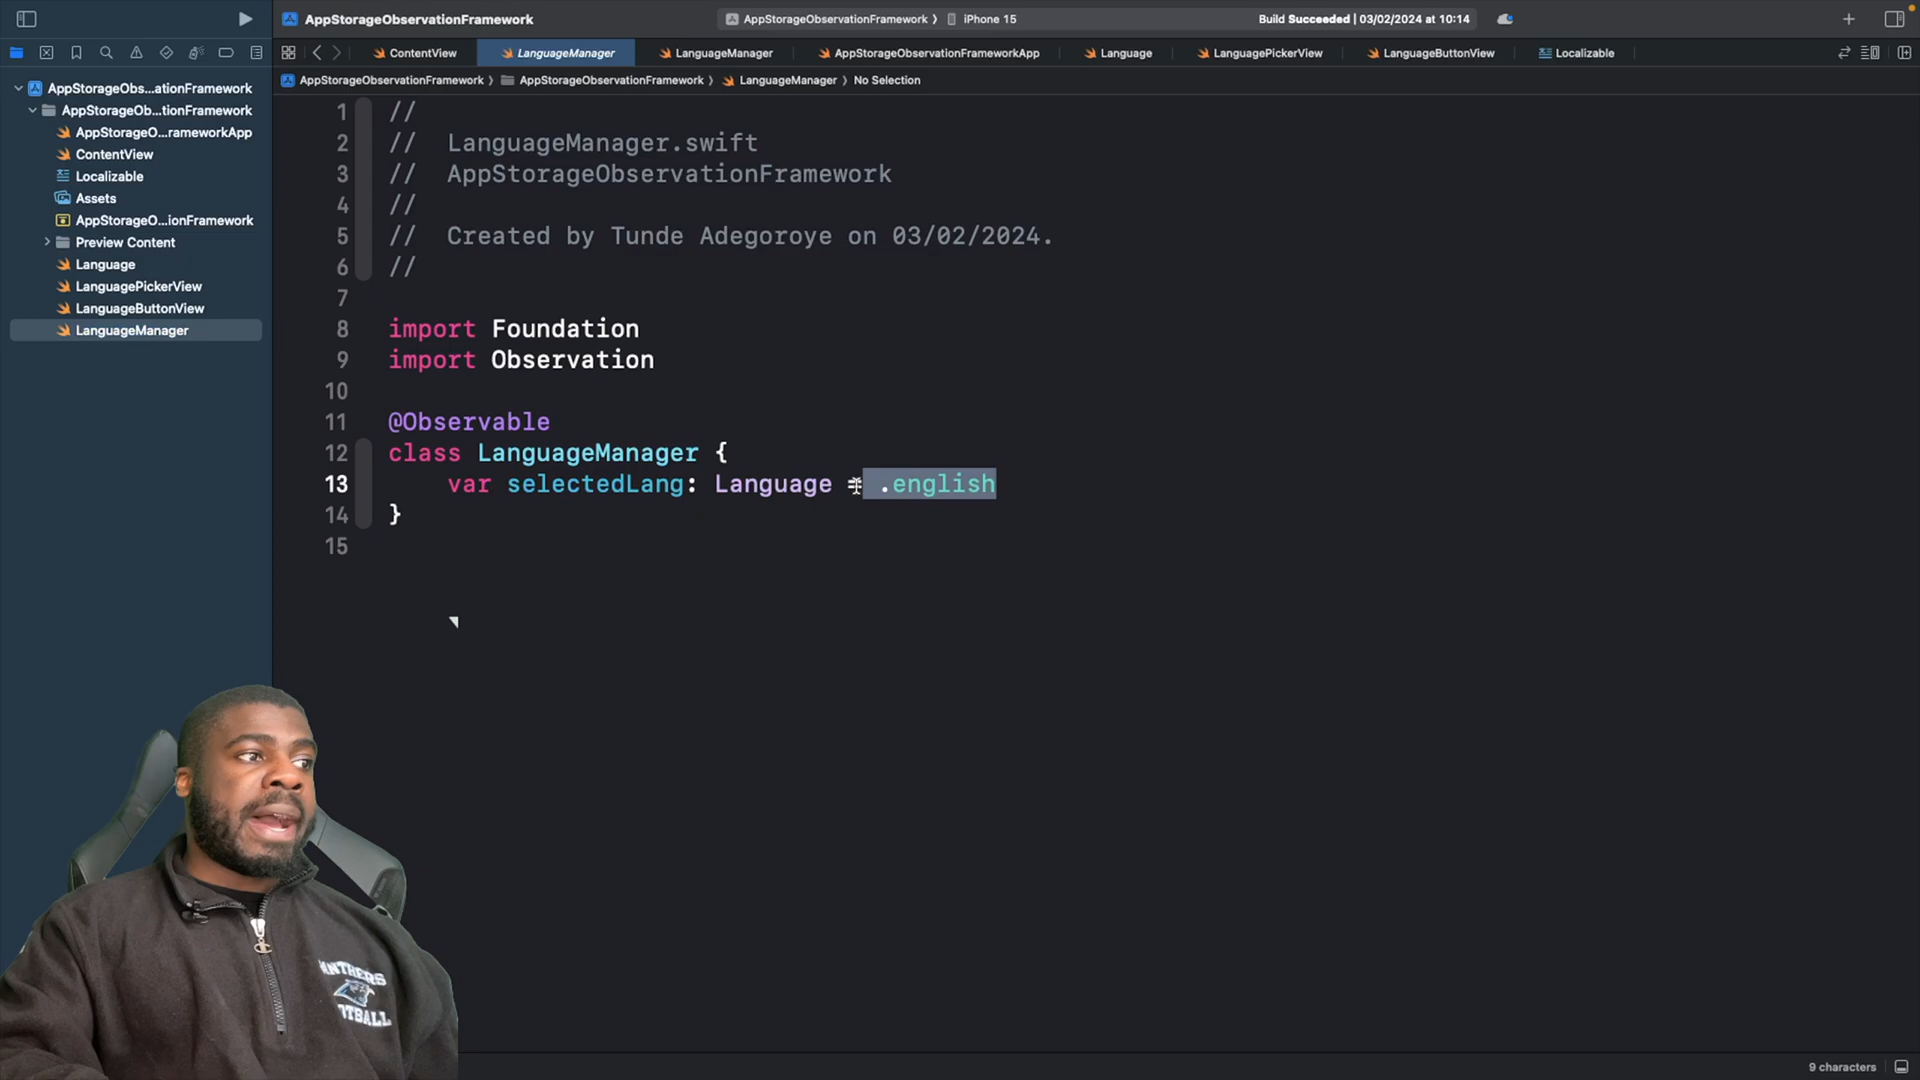 AppStorageObservationFramework
AppStorageObservationFramework 〉 iPhone 15
Build Succeeded | 03/02/2024 at 10:14
ContentView
LanguageManager
LanguageManager
AppStorageObservationFrameworkApp
Language
LanguagePickerView
LanguageButtonView
Localizable
AppStorageObservationFramework 〉 AppStorageObservationFramework 〉 LanguageManager 〉 No Selection
AppStorageObs...ationFramework
AppStorageOb...tionFramework
AppStorageO...rameworkApp
ContentView
Localizable
Assets
AppStorageO...ionFramework
Preview Content
Language
LanguagePickerView
LanguageButtonView
LanguageManager
1 //
2 // LanguageManager.swift
3 // AppStorageObservationFramework
4 //
5 // Created by Tunde Adegoroye on 03/02/2024.
6 //
7
8 import Foundation
9 import Observation
10
11 @Observable
12 class LanguageManager {
13 var selectedLang: Language = .english
14 }
15
9 characters